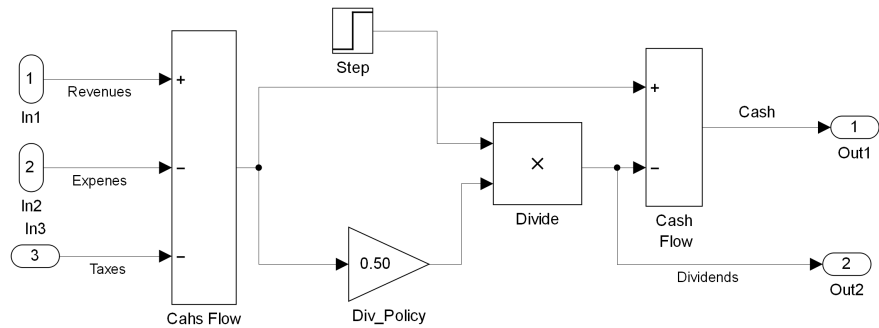 1
Revenues
In1
2
Expenes
In2
In3
3
Taxes
+
−
−
Cahs Flow
Step
0.50
Div_Policy
×
Divide
+
−
Cash
Flow
Cash
1
Out1
Dividends
2
Out2